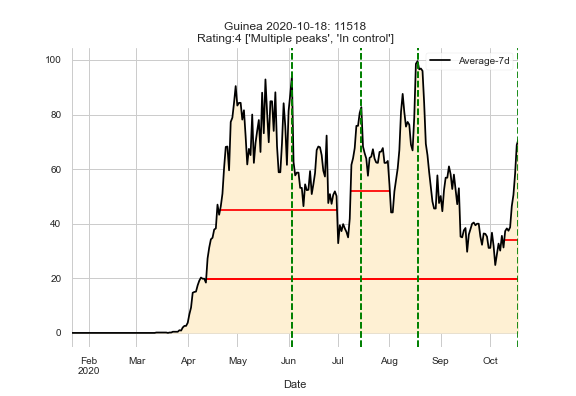 Guinea 2020-10-18: 11518
Rating:4 ['Multiple peaks', 'In control']
Average-7d
100
80
60
40
20
0
Feb Mar Apr May Jun Jul Aug Sep Oct
2020
Date